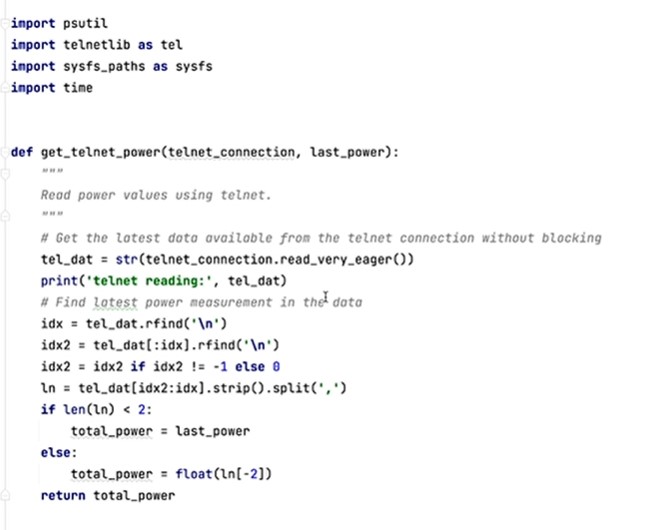 import psutil
import telnetlib as tel
import sysfs_paths as sysfs
import time
def get_telnet_power(telnet_connection, last_power):
"""
Read power values using telnet.
"""
# Get the latest data available from the telnet connection without blocking
tel_dat = str(telnet_connection.read_very_eager())
print('telnet reading:', tel_dat)
# Find latest power measurement in the data
idx = tel_dat.rfind('\n')
idx2 = tel_dat[:idx].rfind('\n')
idx2 = idx2 if idx2 != -1 else 0
ln = tel_dat[idx2:idx].strip().split(',')
if len(ln) < 2:
total_power = last_power
else:
total_power = float(ln[-2])
return total_power